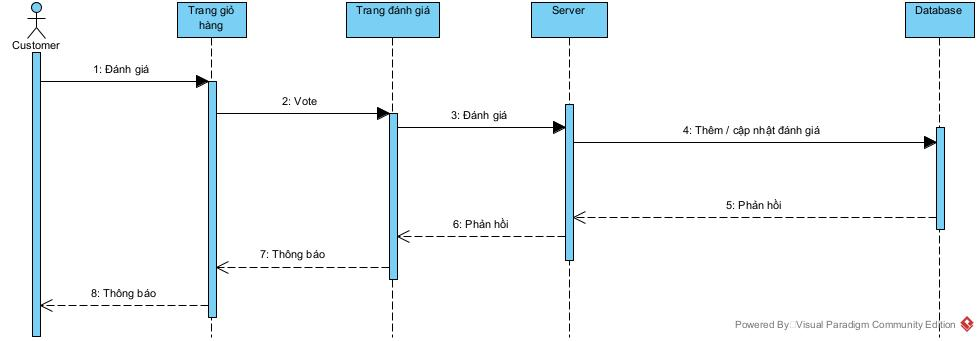 Customer
Trang giỏ
hàng
Trang đánh giá
Server
Database
1: Đánh giá
2: Vote
3: Đánh giá
4: Thêm / cập nhật đánh giá
5: Phản hồi
6: Phản hồi
7: Thông báo
8: Thông báo
Powered By Visual Paradigm Community Edition